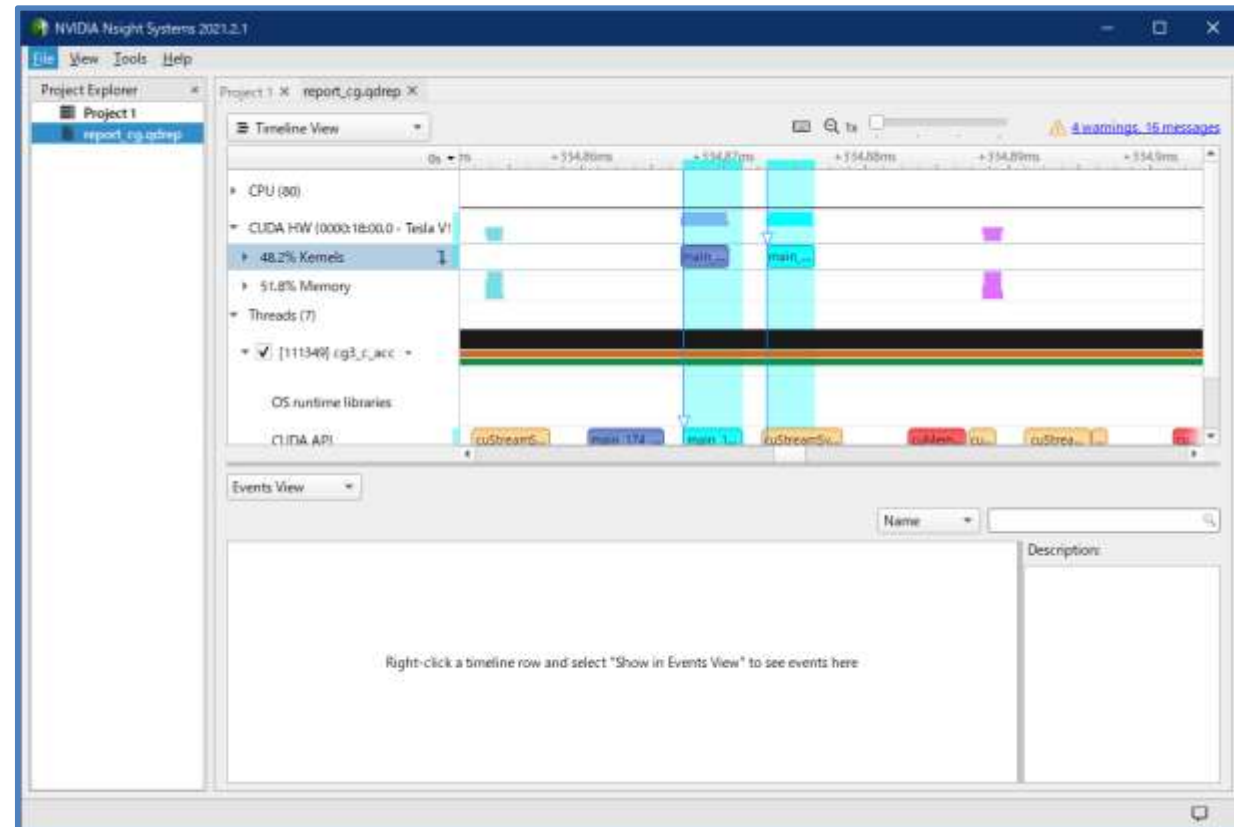 NVIDIA Nsight Systems 2021.2.1
File View Tools Help
Project Explorer
Project 1
report_cg.qdrep
Project 1 × report_cg.qdrep ×
Timeline View
1x
4 warnings, 16 messages
0s
+334.86ms +334.87ms +334.88ms +334.89ms +334.9ms
CPU (80)
CUDA HW (0000:18:00.0 - Tesla V1
48.2% Kernels
main_... main_...
51.8% Memory
Threads (7)
[111349] cg3_c_acc
OS runtime libraries
CUDA API
cuStreamS... main_174_... main_1... cuStreamSy... cuMem... cu... cuStrea...
Events View
Name
Description:
Right-click a timeline row and select "Show in Events View" to see events here